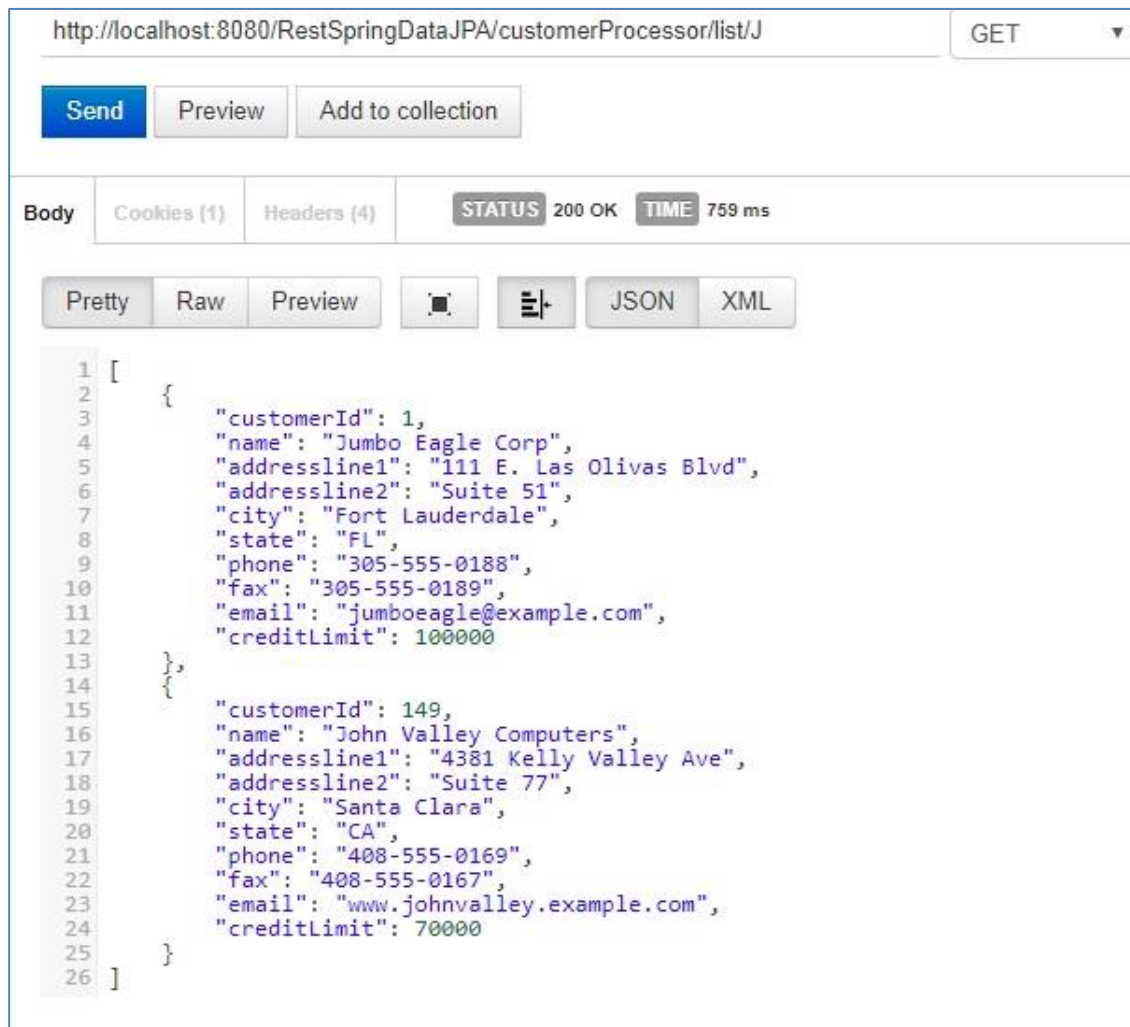 http://localhost:8080/RestSpringDataJPA/customerProcessor/list/J GET
Send Preview Add to collection
Body Cookies (1) Headers (4) STATUS 200 OK TIME 759 ms
Pretty Raw Preview JSON XML
1 [
2 {
3 "customerId": 1,
4 "name": "Jumbo Eagle Corp",
5 "addressline1": "111 E. Las Olivas Blvd",
6 "addressline2": "Suite 51",
7 "city": "Fort Lauderdale",
8 "state": "FL",
9 "phone": "305-555-0188",
10 "fax": "305-555-0189",
11 "email": "jumboeagle@example.com",
12 "creditLimit": 100000
13 },
14 {
15 "customerId": 149,
16 "name": "John Valley Computers",
17 "addressline1": "4381 Kelly Valley Ave",
18 "addressline2": "Suite 77",
19 "city": "Santa Clara",
20 "state": "CA",
21 "phone": "408-555-0169",
22 "fax": "408-555-0167",
23 "email": "www.johnvalley.example.com",
24 "creditLimit": 70000
25 }
26 ]